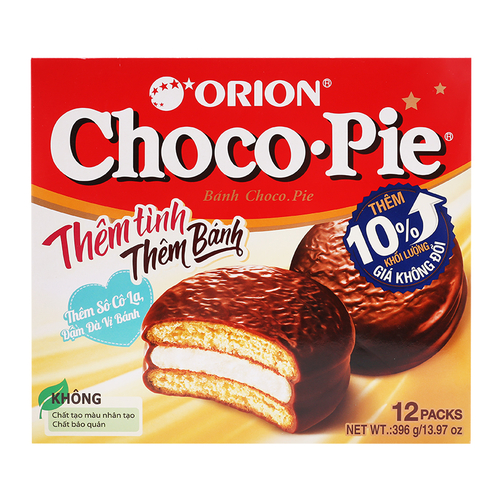 ORION®
Choco·Pie®
Bánh Choco.Pie
Thêm tình
Thêm Bánh
THÊM
10%
KHỐI LƯỢNG
GIÁ KHÔNG ĐỔI
Thêm Sô Cô La,
Đậm Đà Vị Bánh
KHÔNG
Chất tạo màu nhân tạo
Chất bảo quản
12 PACKS
NET WT.:396 g/13.97 oz